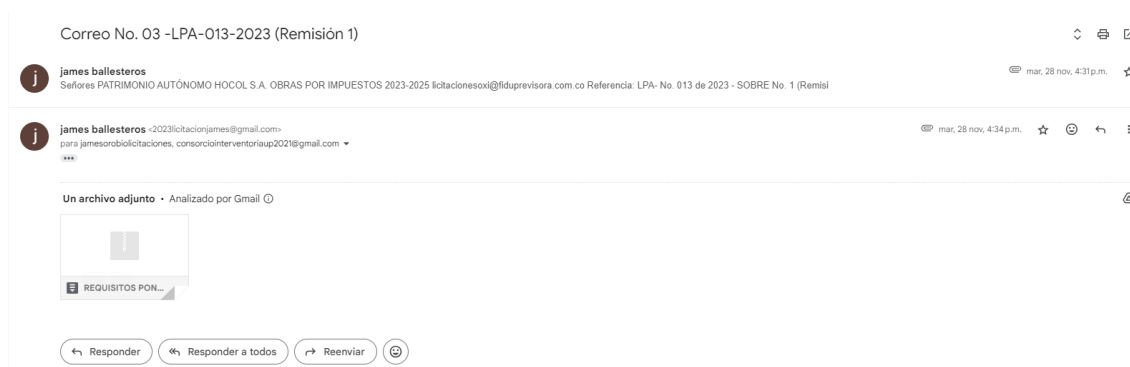 Correo No. 03 -LPA-013-2023 (Remisión 1)
james ballesteros
mar, 28 nov, 4:31 p.m.
Señores PATRIMONIO AUTÓNOMO HOCOL S.A. OBRAS POR IMPUESTOS 2023-2025 licitacionesoxi@fiduprevisora.com.co Referencia: LPA- No. 013 de 2023 - SOBRE No. 1 (Remisi
j
james ballesteros <2023licitacionjames@gmail.com>
mar, 28 nov, 4:34 p.m.
para jamesorobiolicitaciones, consorciointerventoriaup2021@gmail.com
j
Un archivo adjunto • Analizado por Gmail
REQUISITOS PON...
Responder
Responder a todos
Reenviar